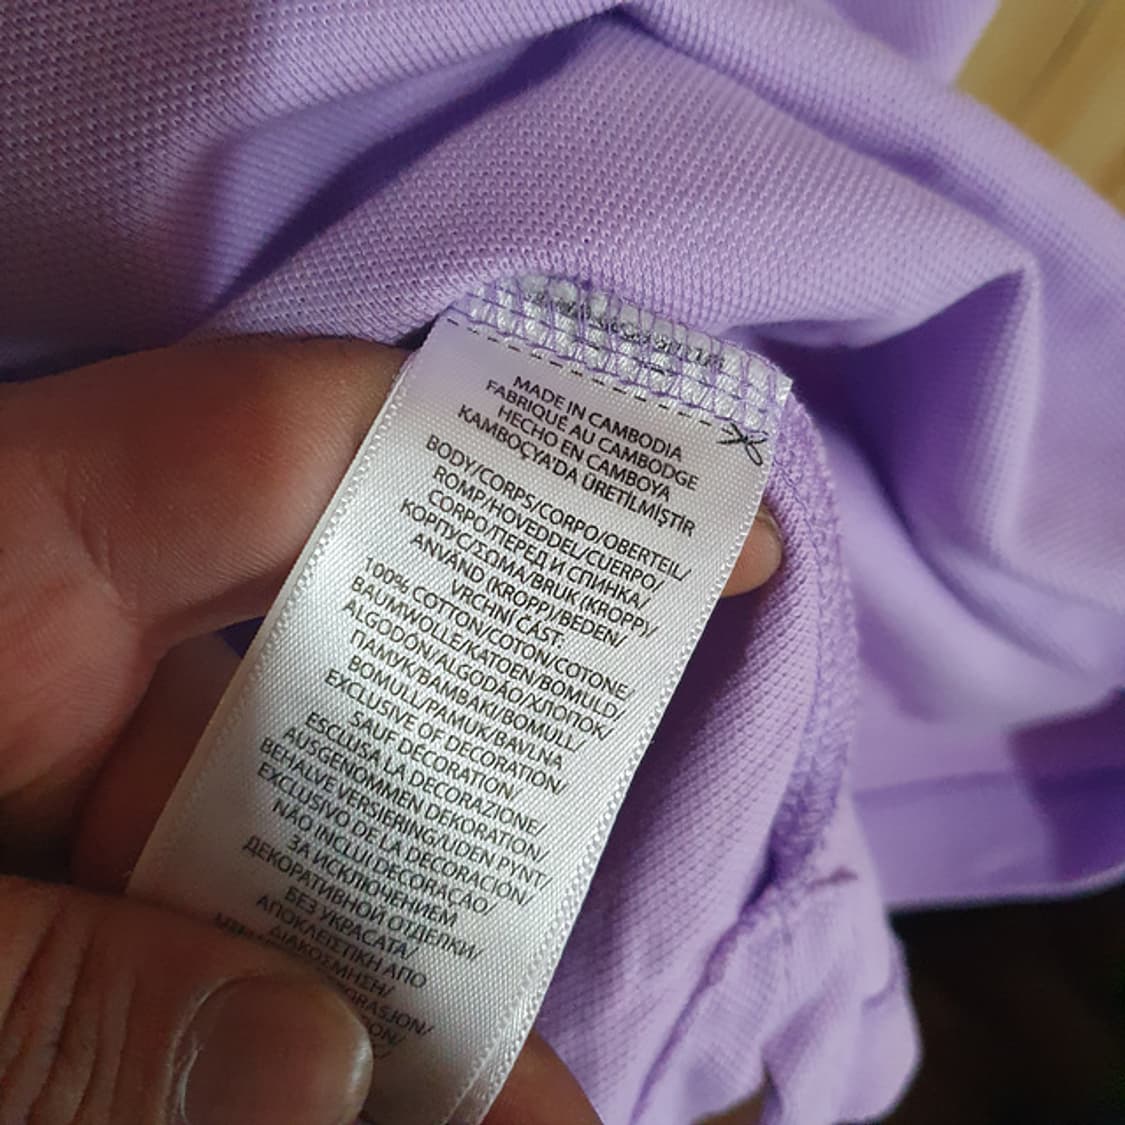 MADE IN CAMBODIA
FABRIQUÉ AU CAMBODGE
HECHO EN CAMBOYA
KAMBOÇYA'DA ÜRETİLMİŞTİR
BODY/CORPS/CORPO/OBERTEIL/
ROMP/HOVEDDEL/CUERPO/
CORPO/ПЕРЕД И СПИНКА/
КОРПУС/ΣΩΜΑ/BRUK (KROPP)/
ANVÄND (KROPP)/BEDEN/
VRCHNÍ ČÁST:
100% COTTON/COTON/COTONE/
BAUMWOLLE/KATOEN/BOMULD/
ALGODÓN/ALGODÃO/ХЛОПОК/
ПАМУК/ΒΑΜΒΑΚΙ/BOMULL/
BOMULL/PAMUK/BAVLNA
EXCLUSIVE OF DECORATION/
SAUF DÉCORATION/
ESCLUSA LA DECORAZIONE/
AUSGENOMMEN DEKORATION/
BEHALVE VERSIERING/UDEN PYNT/
EXCLUSIVO DE LA DECORACIÓN/
NÃO INCLUI DECORAÇÃO/
ЗА ИСКЛЮЧЕНИЕМ
ДЕКОРАТИВНОЙ ОТДЕЛКИ/
БЕЗ УКРАСАТА/
ΑΠΟΚΛΕΙΣΤΙΚΗ ΑΠΟ
ΔΙΑΚΟΣΜΗΣΗ/